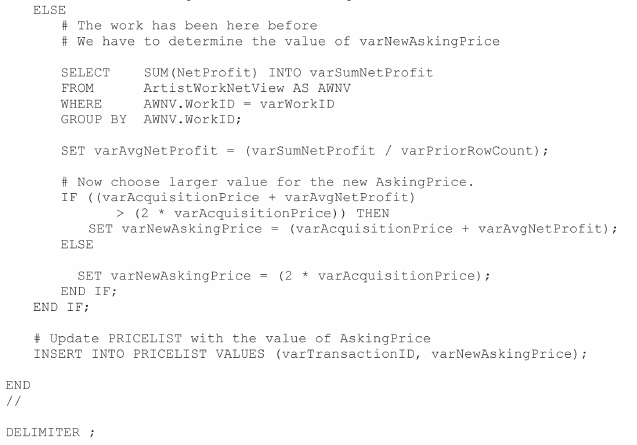 ELSE
# The work has been here before
# We have to determine the value of varNewAskingPrice
SELECT SUM(NetProfit) INTO varSumNetProfit
FROM ArtistWorkNetView AS AWNV
WHERE AWNV.WorkID = varWorkID
GROUP BY AWNV.WorkID;
SET varAvgNetProfit = (varSumNetProfit / varPriorRowCount);
# Now choose larger value for the new AskingPrice.
IF ((varAcquisitionPrice + varAvgNetProfit)
> (2 * varAcquisitionPrice)) THEN
SET varNewAskingPrice = (varAcquisitionPrice + varAvgNetProfit);
ELSE
SET varNewAskingPrice = (2 * varAcquisitionPrice);
END IF;
END IF;
# Update PRICELIST with the value of AskingPrice
INSERT INTO PRICELIST VALUES (varTransactionID, varNewAskingPrice);
END
//
DELIMITER ;